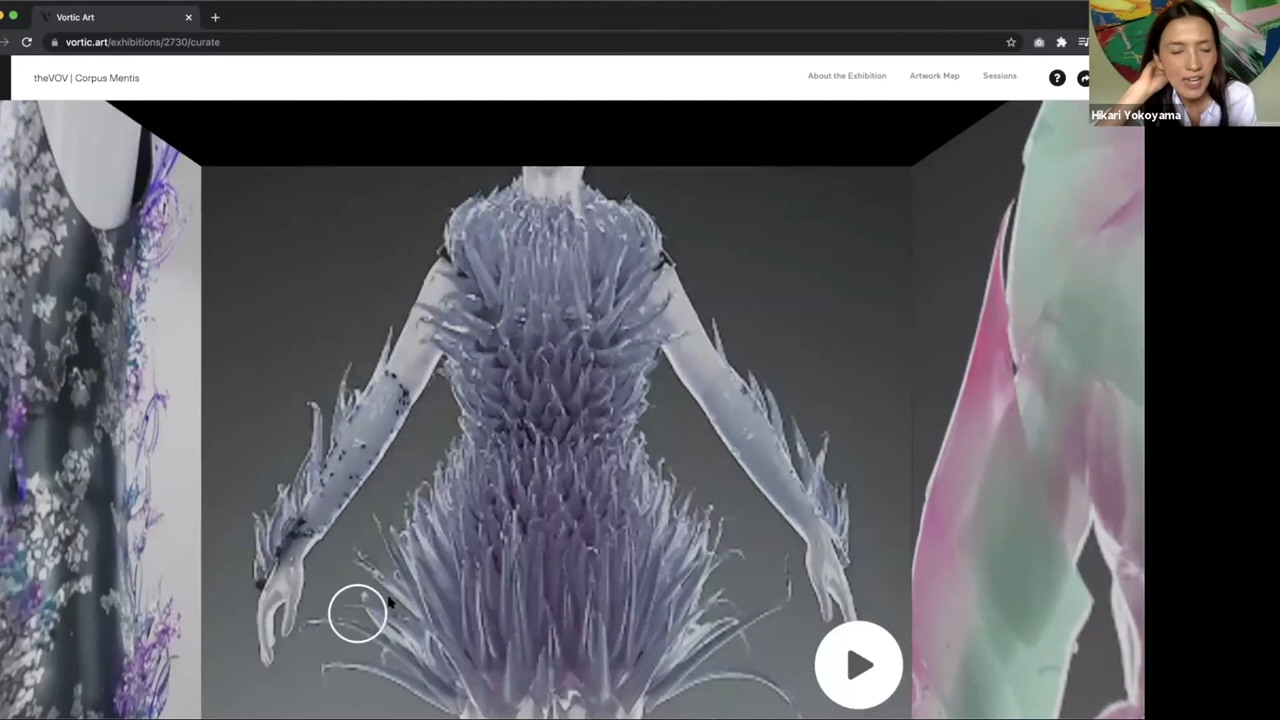 Vortic Art
vortic.art/exhibitions/2730/curate
theVOV | Corpus Mentis
About the Exhibition
Artwork Map
Sessions
?
Hikari Yokoyama